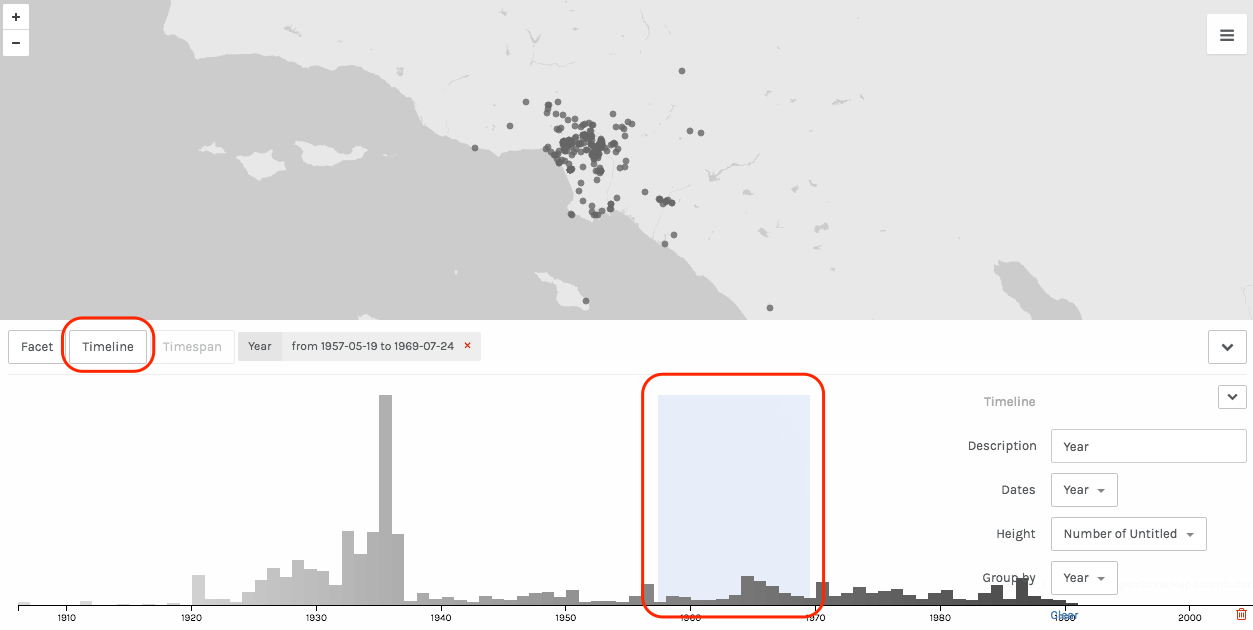 +
−
Facet Timeline Timespan Year from 1957-05-19 to 1969-07-24 ×
Timeline
Description Year
Dates Year
Height Number of Untitled
Group by Year
Clear
1910 1920 1930 1940 1950 1960 1970 1980 1990 2000